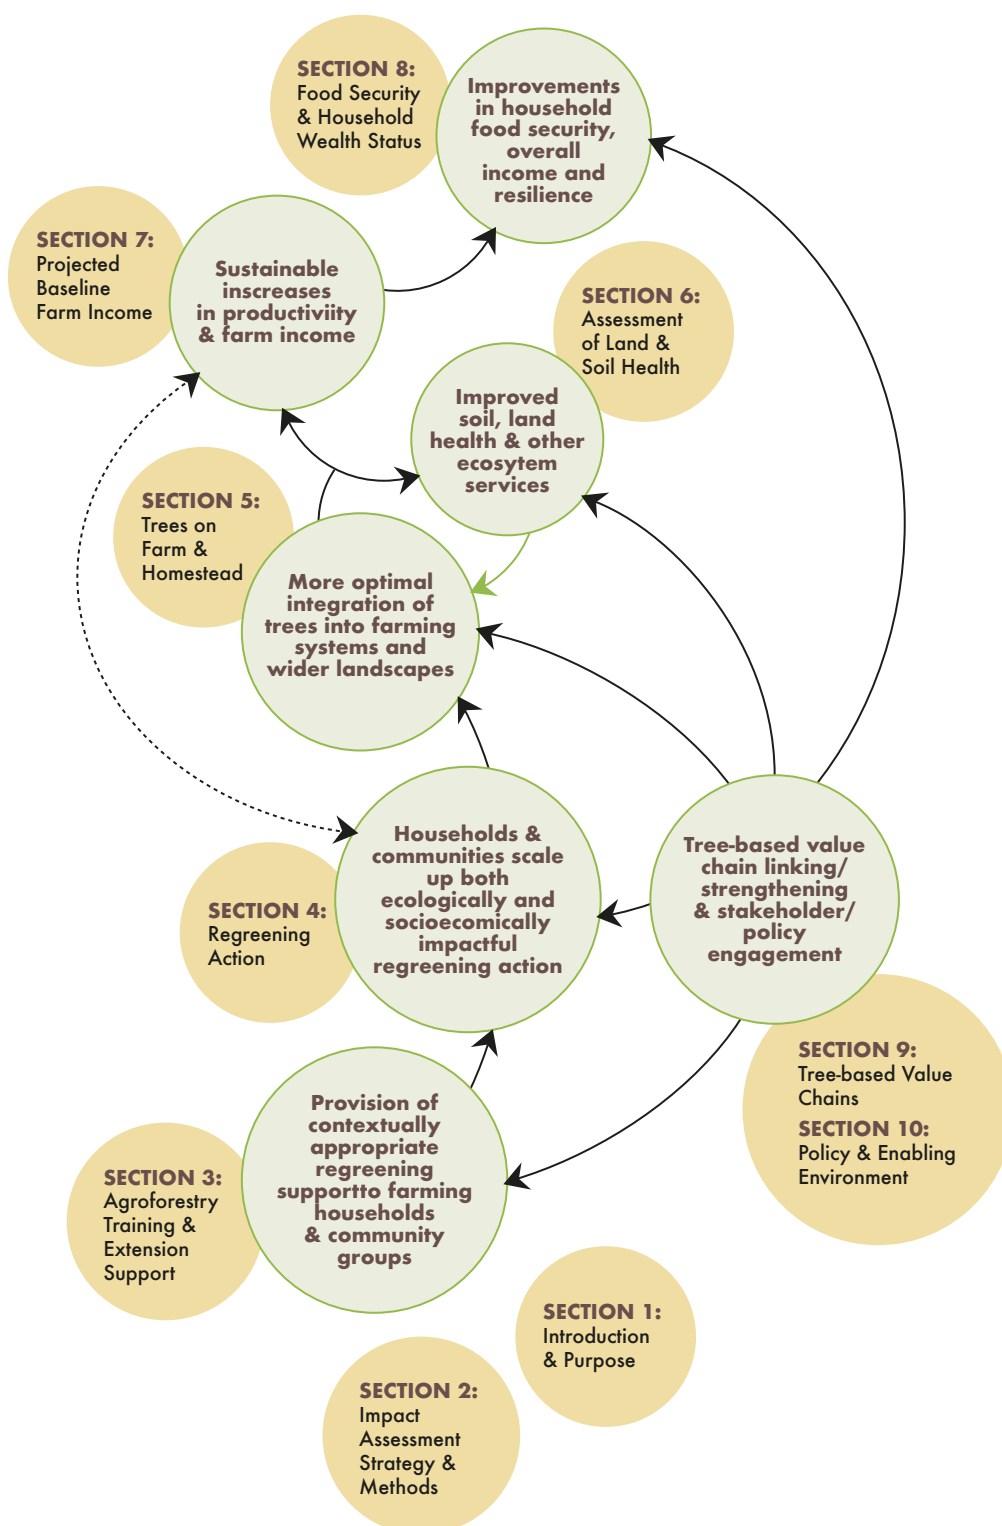 SECTION 8:
Food Security
& Household
Wealth Status
Improvements
in household
food security,
overall
income and
resilience
SECTION 7:
Projected
Baseline
Farm Income
Sustainable
inscreases
in productiviity
& farm income
SECTION 6:
Assessment
of Land &
Soil Health
Improved
soil, land
health & other
ecosytem
services
SECTION 5:
Trees on
Farm &
Homestead
More optimal
integration of
trees into farming
systems and
wider landscapes
Households &
communities scale
up both
ecologically and
socioecomically
impactful
regreening action
Tree-based value
chain linking/
strengthening
& stakeholder/
policy
engagement
SECTION 4:
Regreening
Action
SECTION 9:
Tree-based Value
Chains
SECTION 10:
Policy & Enabling
Environment
Provision of
contextually
appropriate
regreening
supportto farming
households
& community
groups
SECTION 3:
Agroforestry
Training &
Extension
Support
SECTION 1:
Introduction
& Purpose
SECTION 2:
Impact
Assessment
Strategy &
Methods